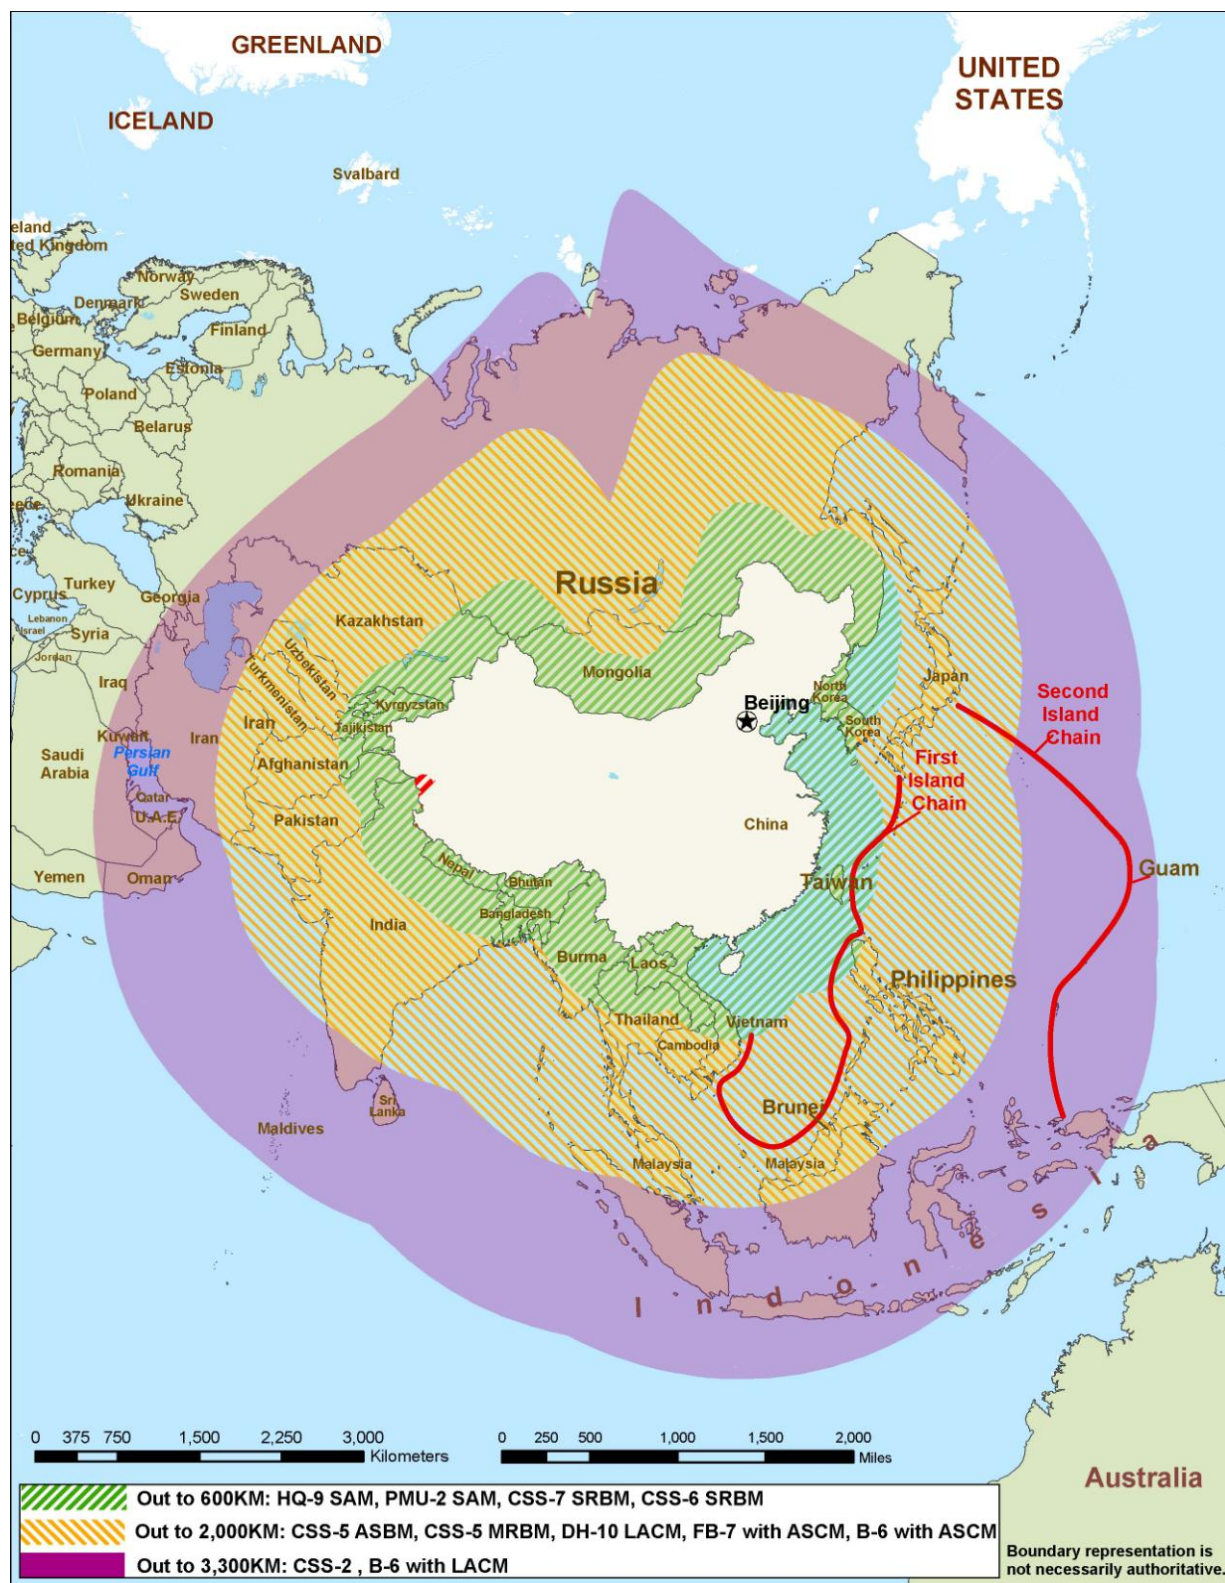 GREENLAND
UNITED
STATES
ICELAND
Svalbard
eland
ted Kingdom
Norway
Sweden
Denmark
Belgium
Finland
Germany
Estonia
Poland
Belarus
Romania
Ukraine
eece
ce
Turkey
Georgia
Russia
Cyprus
Lebanon
Israel
Syria
Kazakhstan
Jordan
Uzbekistan
Turkmenistan
Mongolia
Iraq
North
Korea
Japan
Beijing
Kyrgyzstan
Second
Island
Chain
Iran
Tajikistan
South
Korea
Kuwait
Iran
Persian
Gulf
Saudi
Arabia
Afghanistan
First
Island
Chain
Qatar
U.A.E.
Pakistan
China
Nepal
Yemen
Oman
Bhutan
Taiwan
Guam
Bangladesh
India
Burma
Laos
Philippines
Thailand
Vietnam
Cambodia
Sri
Lanka
Brunei
Maldives
Malaysia
Malaysia
Indonesia
0 375 750 1,500 2,250 3,000
Kilometers
0 250 500 1,000 1,500 2,000
Miles
Australia
Out to 600KM: HQ-9 SAM, PMU-2 SAM, CSS-7 SRBM, CSS-6 SRBM
Out to 2,000KM: CSS-5 ASBM, CSS-5 MRBM, DH-10 LACM, FB-7 with ASCM, B-6 with ASCM
Out to 3,300KM: CSS-2 , B-6 with LACM
Boundary representation is
not necessarily authoritative.